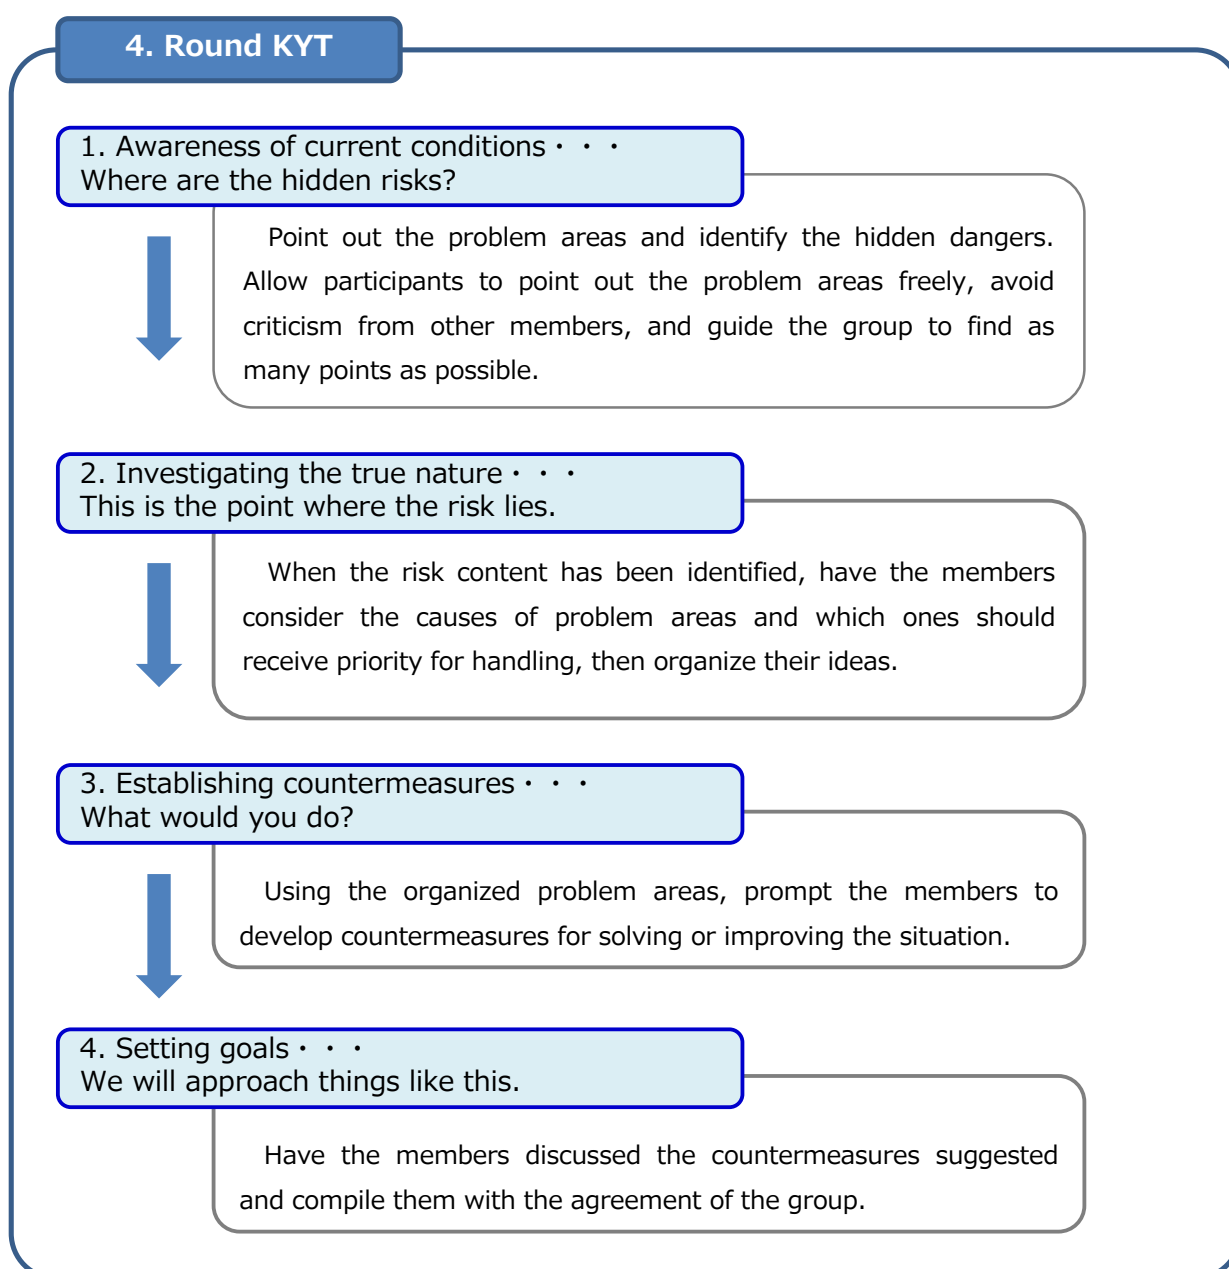 4. Round KYT
1. Awareness of current conditions・・・
Where are the hidden risks?
Point out the problem areas and identify the hidden dangers.
Allow participants to point out the problem areas freely, avoid
criticism from other members, and guide the group to find as
many points as possible.
2. Investigating the true nature・・・
This is the point where the risk lies.
When the risk content has been identified, have the members
consider the causes of problem areas and which ones should
receive priority for handling, then organize their ideas.
3. Establishing countermeasures・・・
What would you do?
Using the organized problem areas, prompt the members to
develop countermeasures for solving or improving the situation.
4. Setting goals・・・
We will approach things like this.
Have the members discussed the countermeasures suggested
and compile them with the agreement of the group.